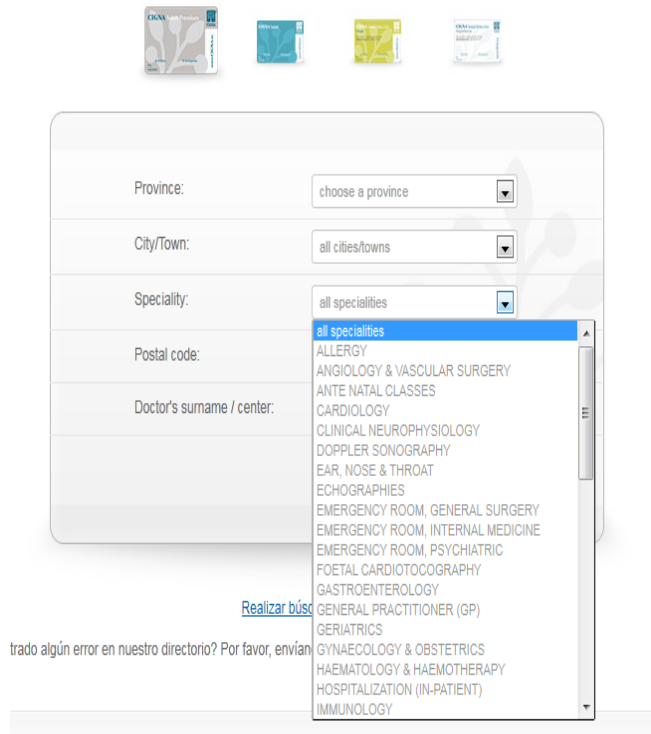 CIGNA
CIGNA
Province:
choose a province
City/Town:
all cities/towns
Speciality:
all specialities
all specialities
ALLERGY
ANGIOLOGY & VASCULAR SURGERY
ANTE NATAL CLASSES
CARDIOLOGY
CLINICAL NEUROPHYSIOLOGY
DOPPLER SONOGRAPHY
EAR, NOSE & THROAT
ECHOGRAPHIES
EMERGENCY ROOM, GENERAL SURGERY
EMERGENCY ROOM, INTERNAL MEDICINE
EMERGENCY ROOM, PSYCHIATRIC
FOETAL CARDIOTOCOGRAPHY
GASTROENTEROLOGY
GENERAL PRACTITIONER (GP)
GERIATRICS
GYNAECOLOGY & OBSTETRICS
HAEMATOLOGY & HAEMOTHERAPY
HOSPITALIZATION (IN-PATIENT)
IMMUNOLOGY
Postal code:
Doctor's surname / center:
Realizar búsq
trado algún error en nuestro directorio? Por favor, envían